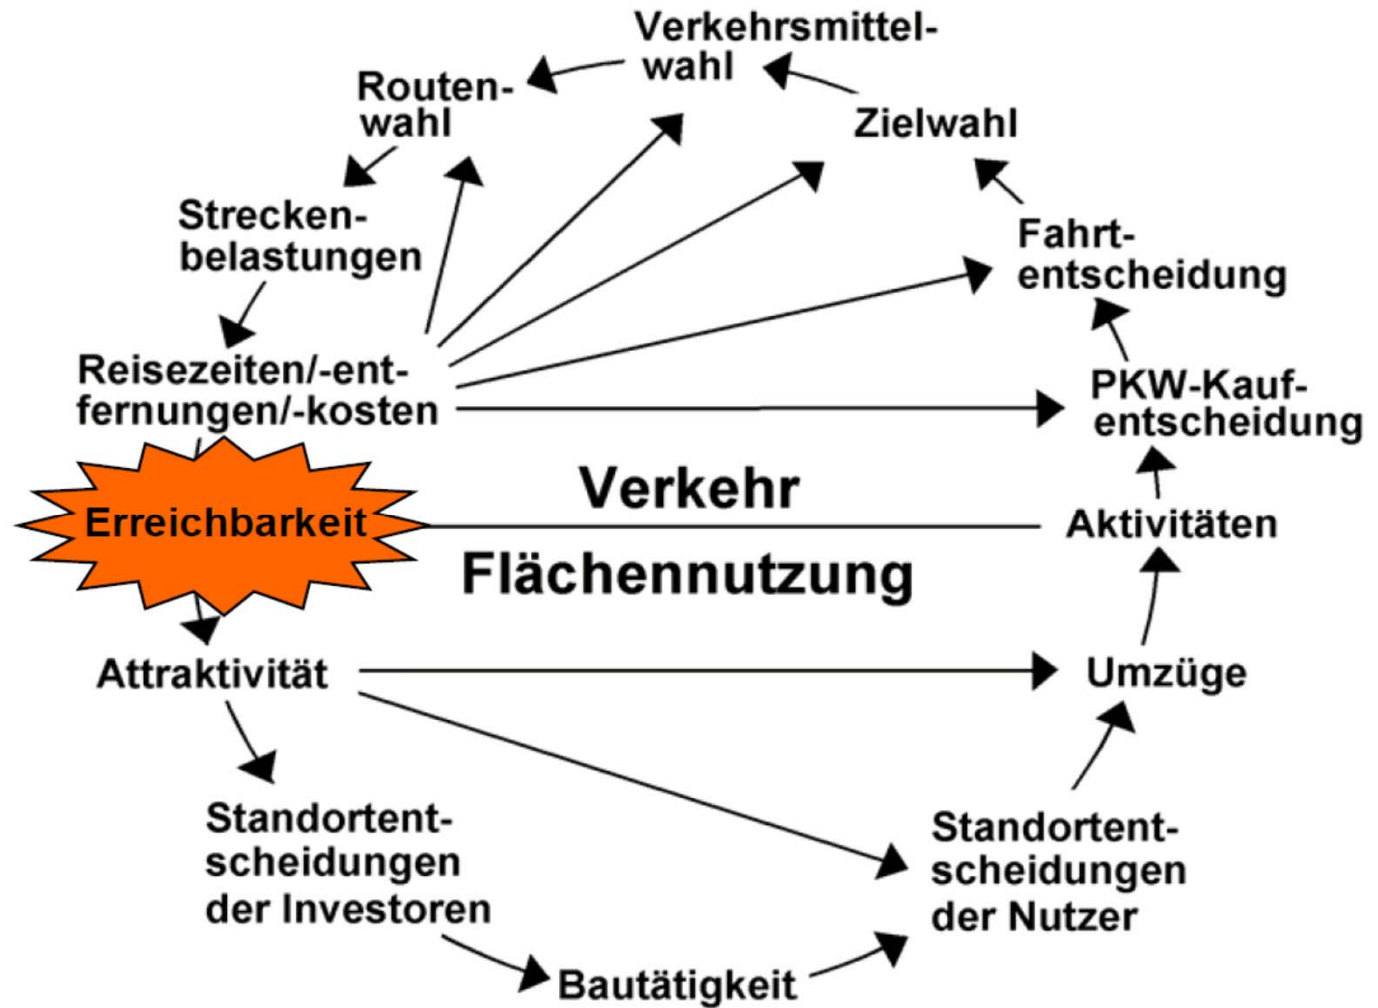 Verkehrsmittel-
wahl
Routen-
wahl
Zielwahl
Strecken-
belastungen
Fahrt-
entscheidung
Reisezeiten/-ent-
fernungen/-kosten
PKW-Kauf-
entscheidung
Verkehr
Erreichbarkeit
Aktivitäten
Flächennutzung
Attraktivität
Umzüge
Standortent-
scheidungen
der Investoren
Standortent-
scheidungen
der Nutzer
Bautätigkeit